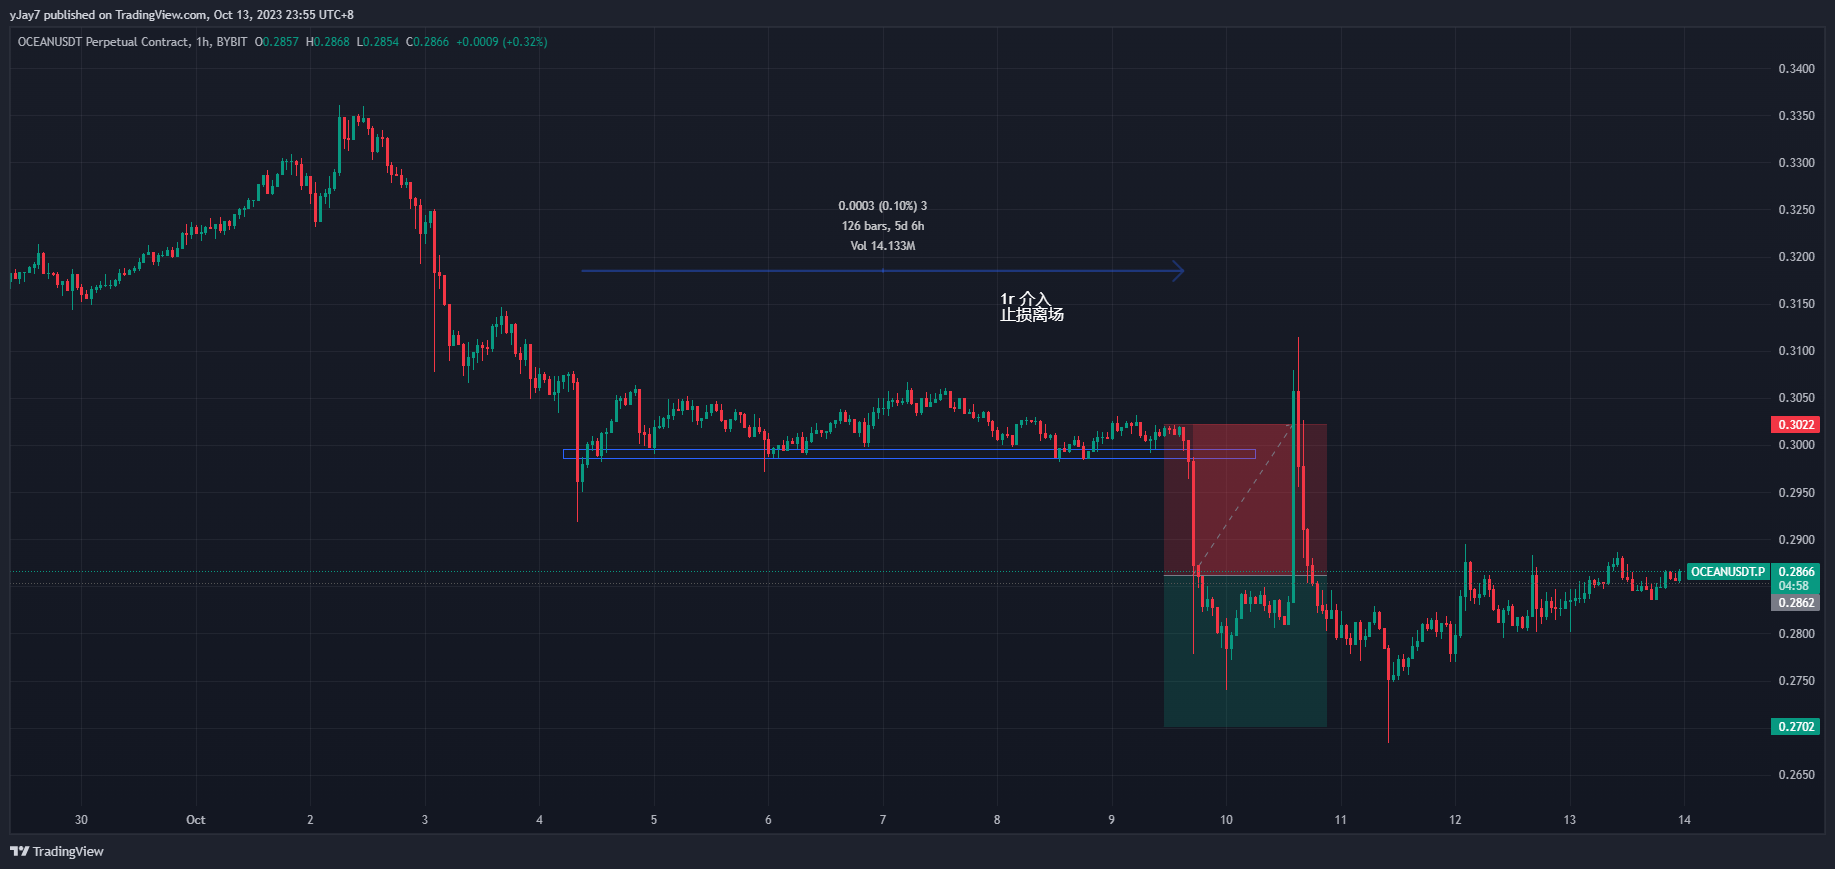 yJay7 published on TradingView.com, Oct 13, 2023 23:55 UTC+8
OCEANUSDT Perpetual Contract, 1h, BYBIT O0.2857 H0.2868 L0.2854 C0.2866 +0.0009 (+0.32%)
0.3400
0.3350
0.3300
0.3250
0.3200
0.3150
0.3100
0.3050
0.3022
0.3000
0.2950
0.2900
OCEANUSDT.P 0.2866
04:58
0.2862
0.2800
0.2750
0.2702
0.2650
0.0003 (0.10%) 3
126 bars, 5d 6h
Vol 14.133M
1r 介入
止损离场
30 Oct 2 3 4 5 6 7 8 9 10 11 12 13 14
TradingView